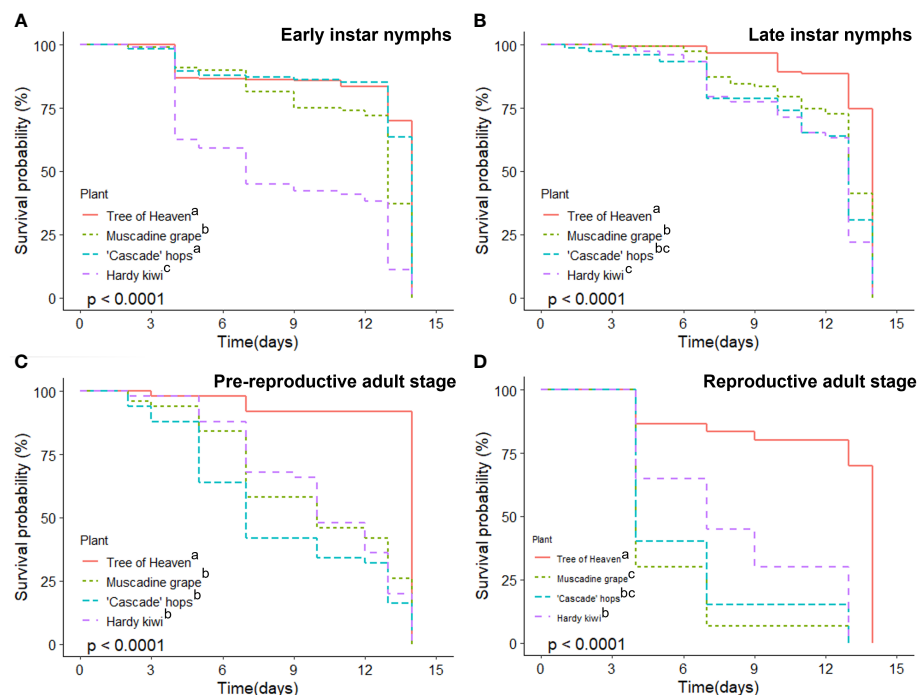 A
Early instar nymphs
Survival probability (%)
100
75
50
25
0
Plant
Tree of Heaven a
Muscadine grape b
'Cascade' hops a
Hardy kiwi c
p < 0.0001
0 3 6 9 12 15
Time(days)
B
Late instar nymphs
Survival probability (%)
100
75
50
25
0
Plant
Tree of Heaven a
Muscadine grape b
'Cascade' hops bc
Hardy kiwi c
p < 0.0001
0 3 6 9 12 15
Time(days)
C
Pre-reproductive adult stage
Survival probability (%)
100
75
50
25
0
Plant
Tree of Heaven a
Muscadine grape b
'Cascade' hops b
Hardy kiwi b
p < 0.0001
0 3 6 9 12 15
Time(days)
D
Reproductive adult stage
Survival probability (%)
100
75
50
25
0
Plant
Tree of Heaven a
Muscadine grape c
'Cascade' hops bc
Hardy kiwi b
p < 0.0001
0 3 6 9 12 15
Time(days)